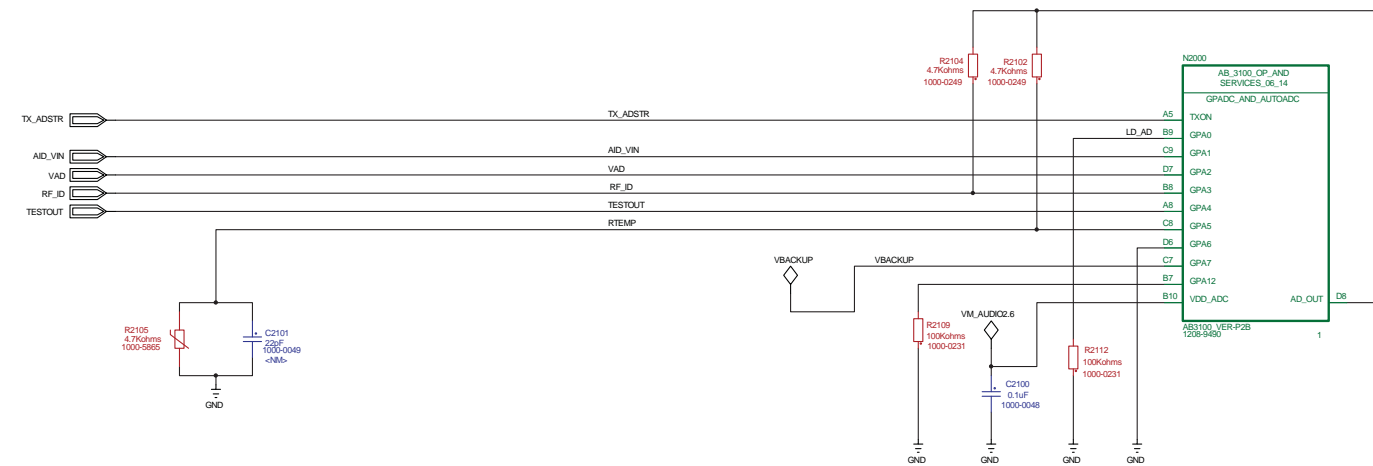 N2000
AB_3100_OP_AND
SERVICES_06_14
GPADC_AND_AUTOADC
R2104
4.7Kohms
1000-0249
R2102
4.7Kohms
1000-0249
TX_ADSTR
TX_ADSTR
A5
TXON
LD_AD
B9
GPA0
AID_VIN
AID_VIN
C9
GPA1
VAD
VAD
D7
GPA2
RF_ID
RF_ID
B8
GPA3
TESTOUT
TESTOUT
A8
GPA4
RTEMP
C8
GPA5
D6
GPA6
VBACKUP
VBACKUP
C7
GPA7
B7
GPA12
B10
VDD_ADC
AD_OUT
D8
VM_AUDIO2.6
AB3100_VER-P2B
1208-9490
1
R2105
4.7Kohms
1000-5865
C2101
22pF
1000-0049
<NM>
GND
R2109
100Kohms
1000-0231
R2112
100Kohms
1000-0231
C2100
0.1uF
1000-0048
GND
GND
GND
GND